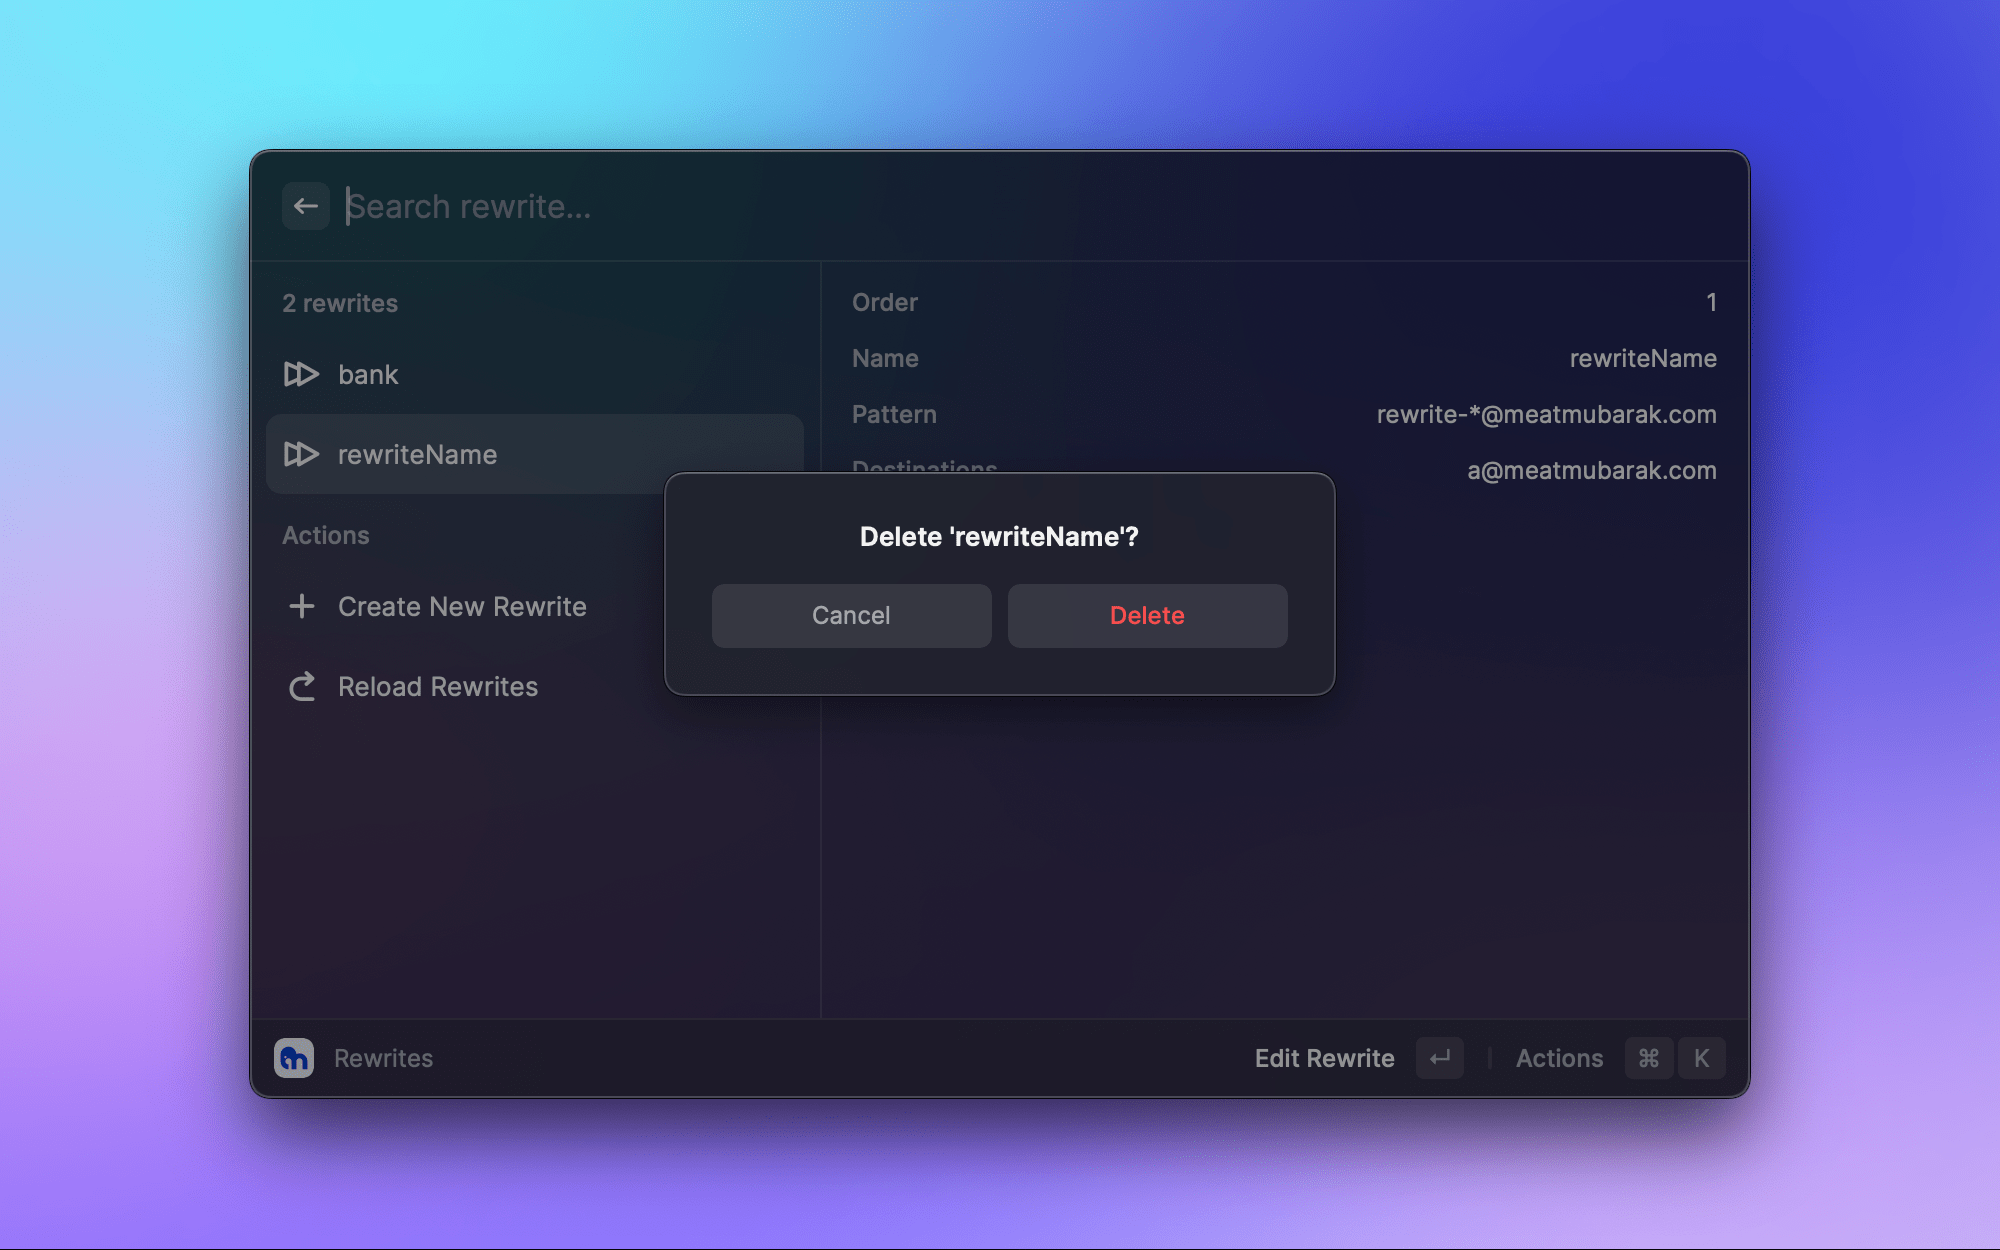 Search rewrite...
2 rewrites
bank
rewriteName
Actions
Create New Rewrite
Reload Rewrites
Order 1
Name rewriteName
Pattern rewrite-*@meatmubarak.com
Destinations a@meatmubarak.com
Delete 'rewriteName'?
Cancel Delete
Rewrites Edit Rewrite Actions ⌘ K